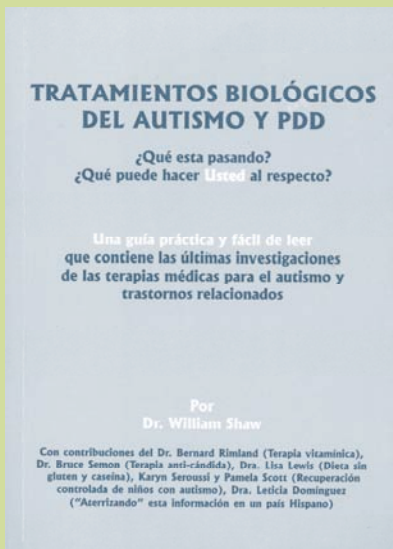 TRATAMIENTOS BIOLÓGICOS
DEL AUTISMO Y PDD
¿Qué esta pasando?
¿Qué puede hacer Usted al respecto?
Una guía práctica y fácil de leer
que contiene las últimas investigaciones
de las terapias médicas para el autismo y
trastornos relacionados
Por
Dr. William Shaw
Con contribuciones del Dr. Bernard Rimland (Terapia vitamínica),
Dr. Bruce Semon (Terapia anti-cándida), Dra. Lisa Lewis (Dieta sin
gluten y caseína), Karyn Seroussi y Pamela Scott (Recuperación
controlada de niños con autismo), Dra. Leticia Domínguez
("Aterrizando" esta información en un país Hispano)